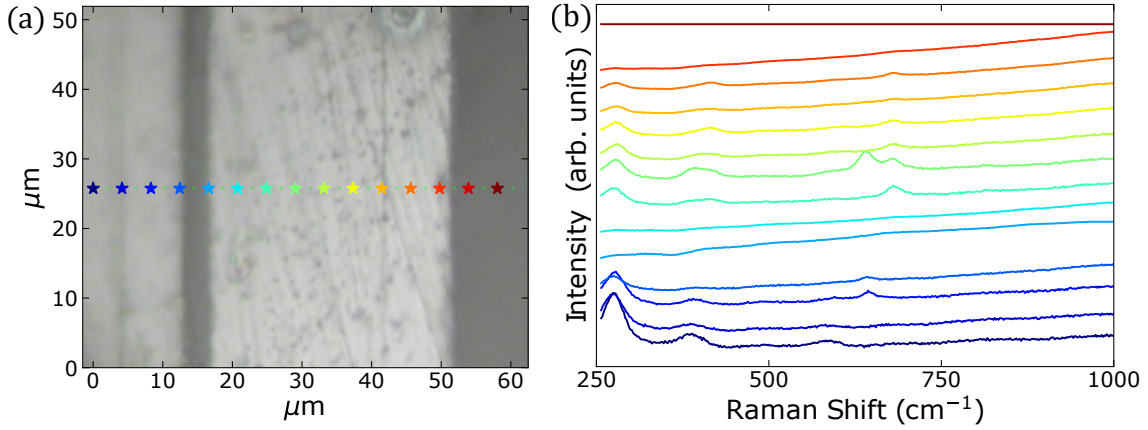 (a)
50
40
30
20
10
0
μm
0 10 20 30 40 50 60
μm
(b)
Intensity (arb. units)
250 500 750 1000
Raman Shift (cm⁻¹)